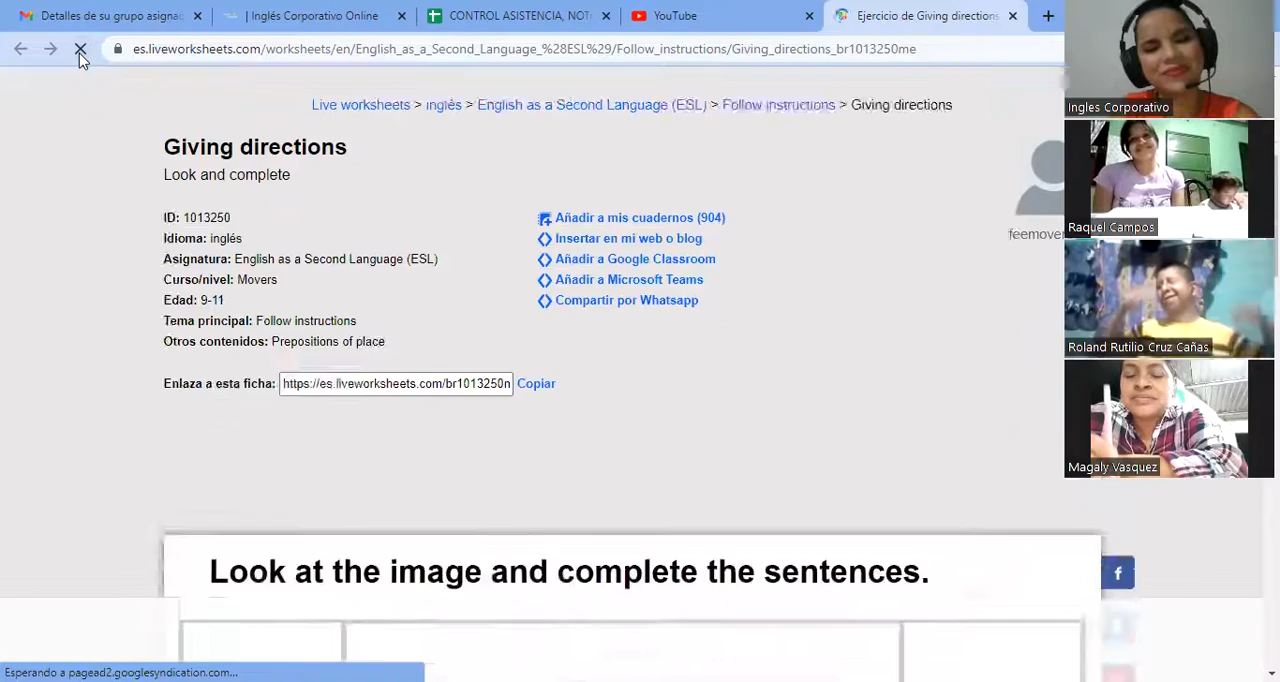 Detalles de su grupo asignac
| Inglés Corporativo Online
CONTROL ASISTENCIA, NOT
YouTube
Ejercicio de Giving directions
es.liveworksheets.com/worksheets/en/English_as_a_Second_Language_%28ESL%29/Follow_instructions/Giving_directions_br1013250me
Live worksheets > inglés > English as a Second Language (ESL) > Follow instructions > Giving directions
Giving directions
Look and complete
ID: 1013250
Idioma: inglés
Asignatura: English as a Second Language (ESL)
Curso/nivel: Movers
Edad: 9-11
Tema principal: Follow instructions
Otros contenidos: Prepositions of place
Añadir a mis cuadernos (904)
Insertar en mi web o blog
Añadir a Google Classroom
Añadir a Microsoft Teams
Compartir por Whatsapp
feemover
Enlaza a esta ficha: https://es.liveworksheets.com/br1013250n Copiar
Look at the image and complete the sentences.
f
Esperando a pagead2.googlesyndication.com...
Ingles Corporativo
Raquel Campos
Roland Rutilio Cruz Cañas
Magaly Vasquez